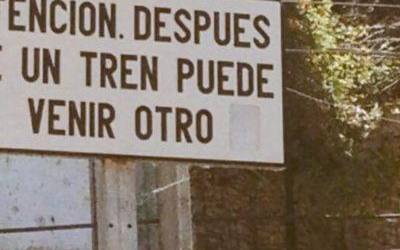 TENCION. DESPUES
E UN TREN PUEDE
VENIR OTRO